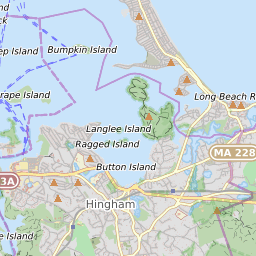 ep Island
Bumpkin Island
rape Island
Long Beach R
Langlee Island
Ragged Island
MA 228
Button Island
3A
Hingham
e Island